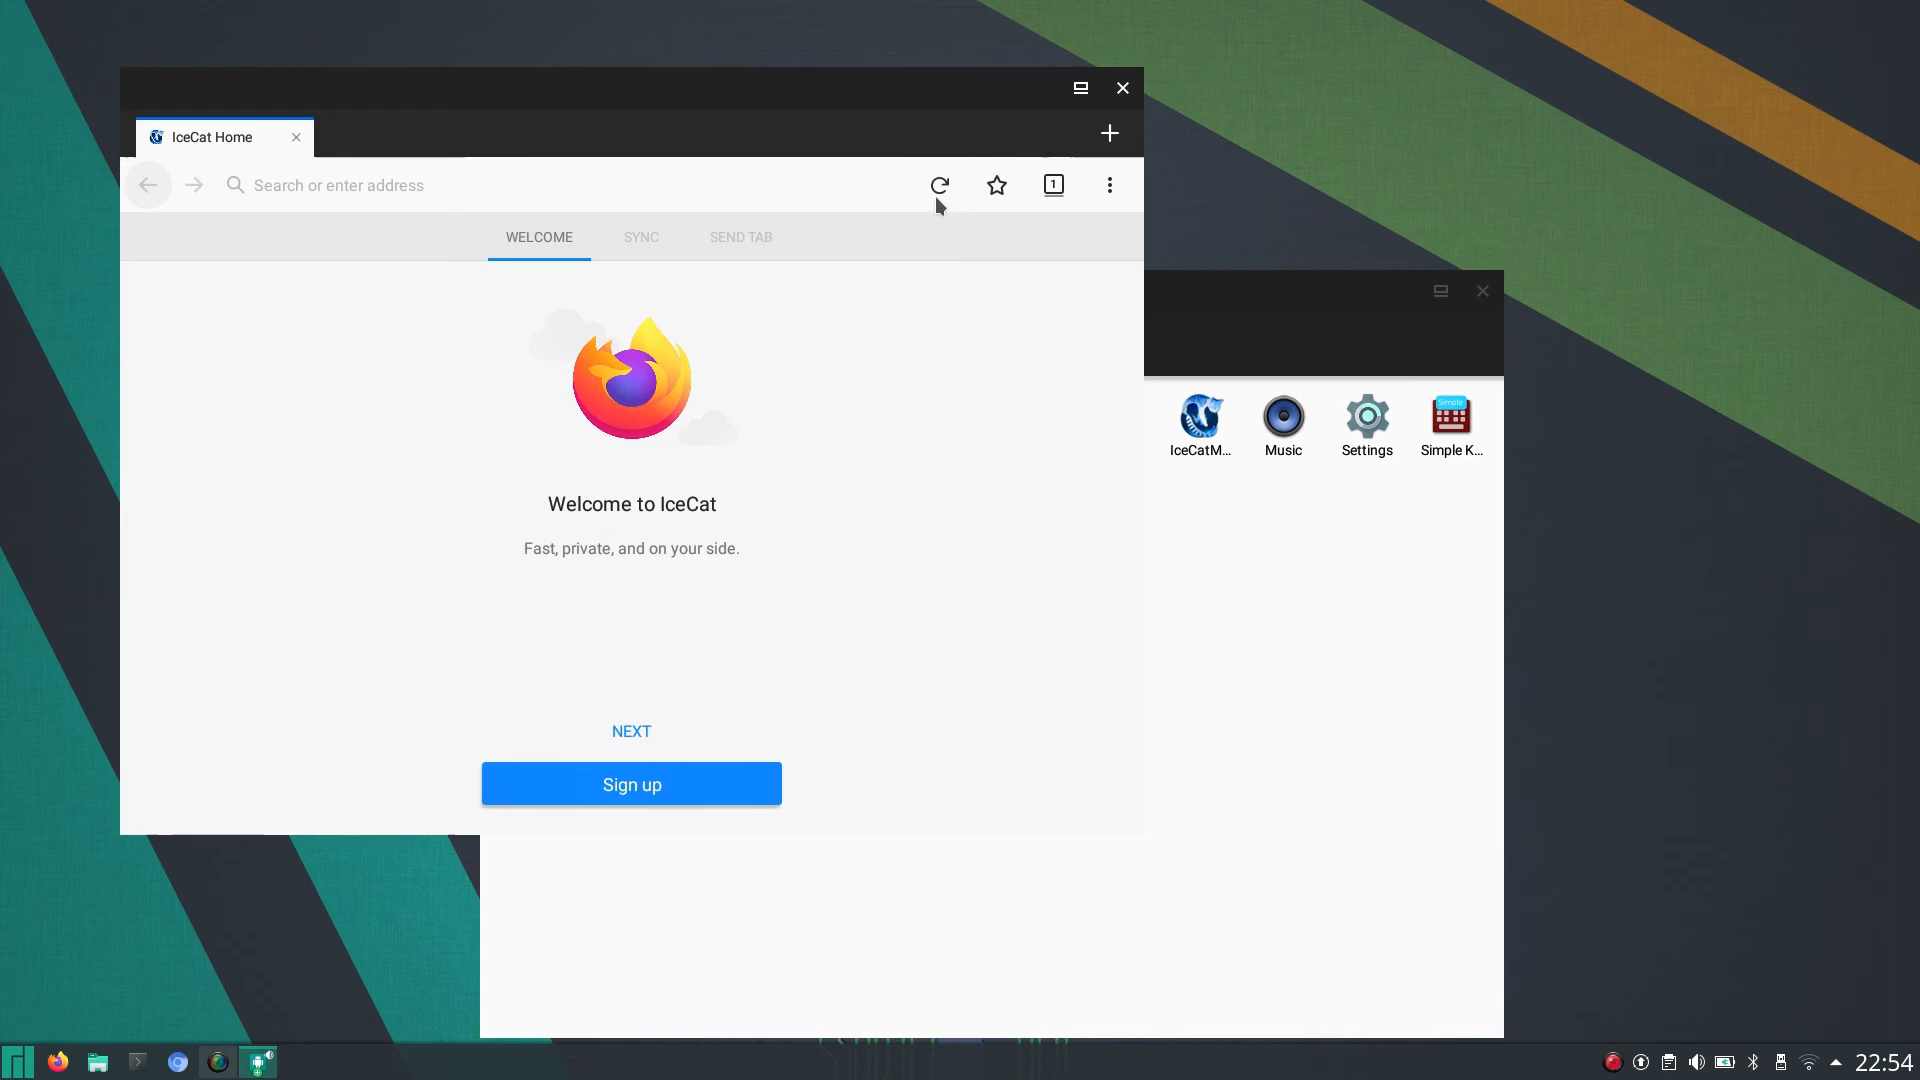 IceCat Home
Search or enter address
1
WELCOME SYNC SEND TAB
Welcome to IceCat
Fast, private, and on your side.
NEXT
Sign up
Simple
IceCatM... Music Settings Simple K...
22:54